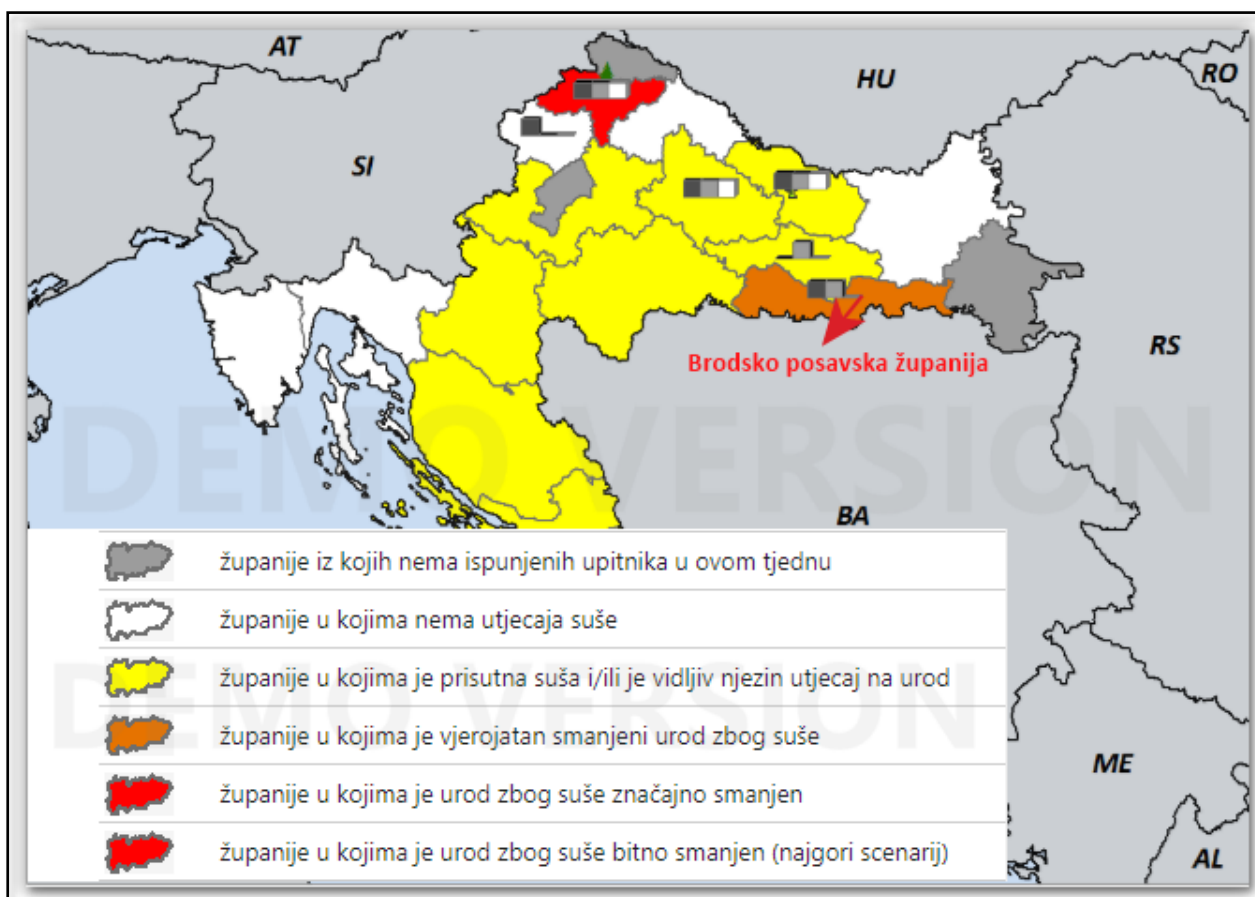 AT
HU
RO
SI
RS
Brodsko posavska županija
DEMO VERSION
BA
županije iz kojih nema ispunjenih upitnika u ovom tjednu
županije u kojima nema utjecaja suše
županije u kojima je prisutna suša i/ili je vidljiv njezin utjecaj na urod
DEMO VERSION
županije u kojima je vjerojatan smanjeni urod zbog suše
ME
županije u kojima je urod zbog suše značajno smanjen
županije u kojima je urod zbog suše bitno smanjen (najgori scenarij)
AL